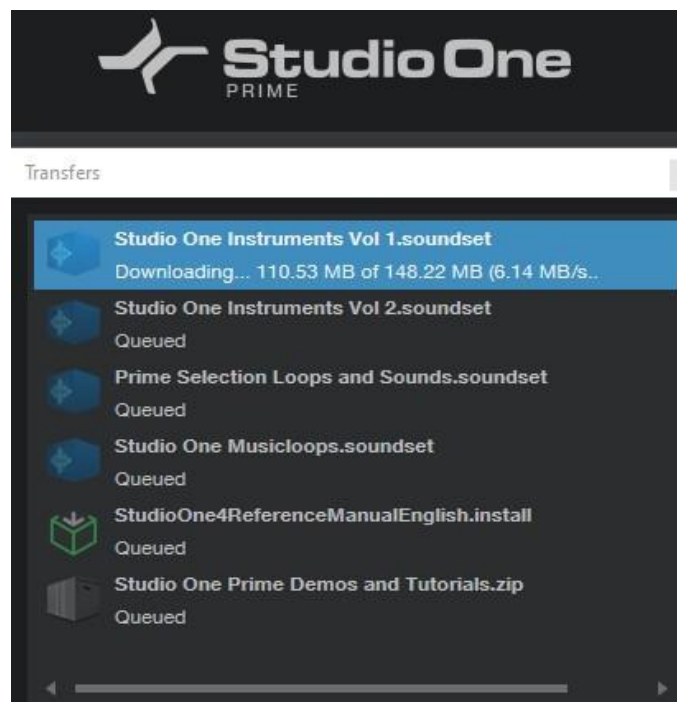 Studio One
PRIME
Transfers
Studio One Instruments Vol 1.soundset
Downloading... 110.53 MB of 148.22 MB (6.14 MB/s..
Studio One Instruments Vol 2.soundset
Queued
Prime Selection Loops and Sounds.soundset
Queued
Studio One Musicloops.soundset
Queued
StudioOne4ReferenceManualEnglish.install
Queued
Studio One Prime Demos and Tutorials.zip
Queued